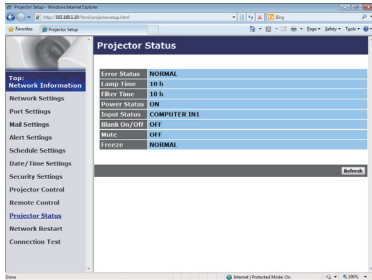 Projector Setup - Windows Internet Explorer
http://192.168.1.10/html/projectorsetup.html
Bing
Favorites
Projector Setup
Page
Safety
Tools
Projector Status
Error Status NORMAL
Lamp Time 10 h
Filter Time 10 h
Power Status ON
Input Status COMPUTER IN1
Blank On/Off OFF
Mute OFF
Freeze NORMAL
Refresh
Top:
Network Information
Network Settings
Port Settings
Mail Settings
Alert Settings
Schedule Settings
Date/Time Settings
Security Settings
Projector Control
Remote Control
Projector Status
Network Restart
Connection Test
Done
Internet | Protected Mode: On
100%